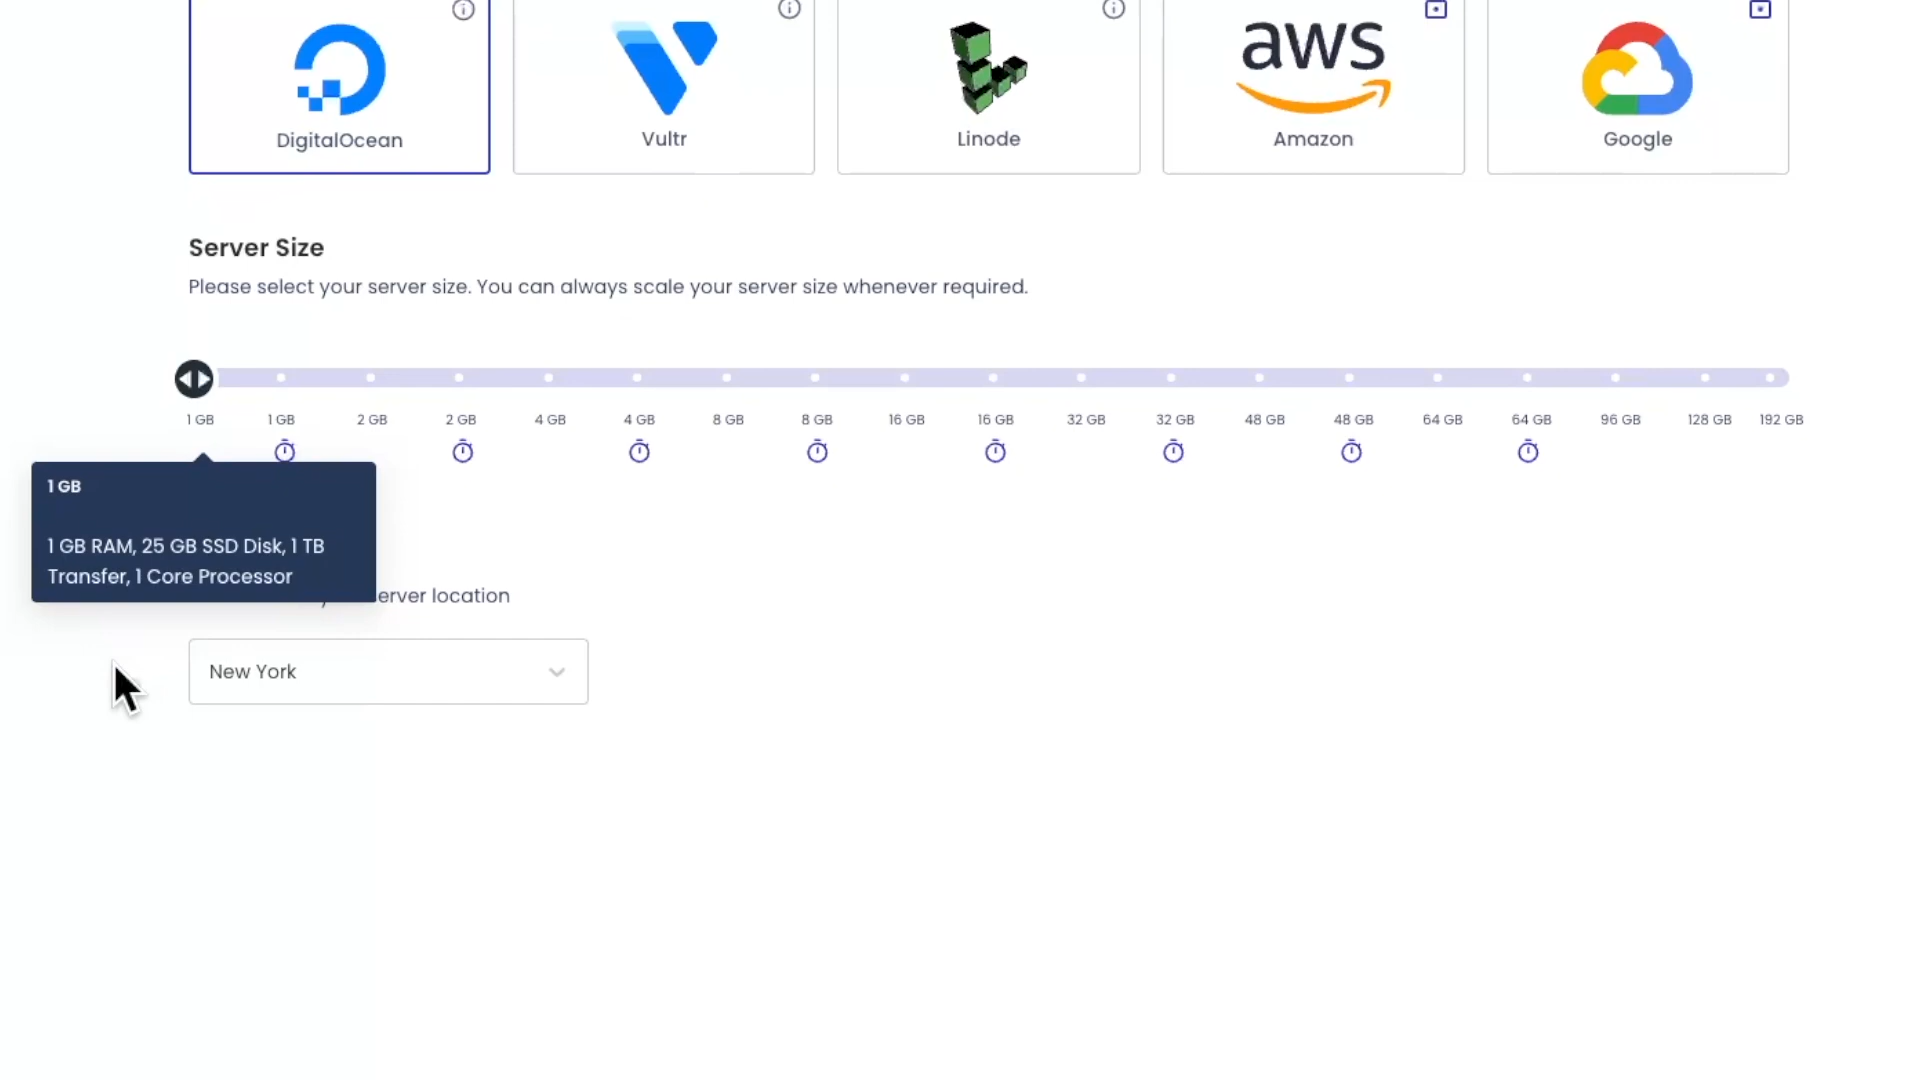 aws
DigitalOcean
Vultr
Linode
Amazon
Google
Server Size
Please select your server size. You can always scale your server size whenever required.
1 GB
1 GB
2 GB
2 GB
4 GB
4 GB
8 GB
8 GB
16 GB
16 GB
32 GB
32 GB
48 GB
48 GB
64 GB
64 GB
96 GB
128 GB
192 GB
1 GB
1 GB RAM, 25 GB SSD Disk, 1 TB
Transfer, 1 Core Processor
erver location
New York